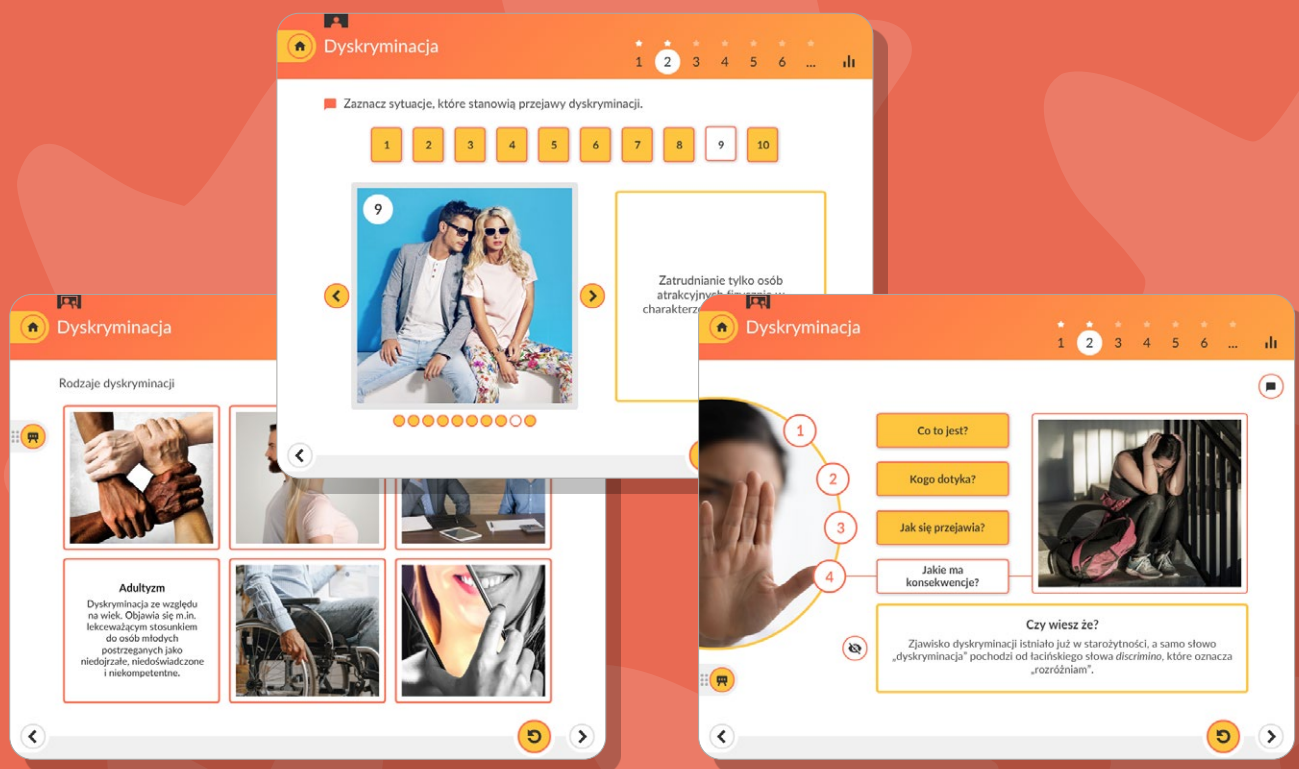 Dyskryminacja
1 2 3 4 5 6 ...
Zaznacz sytuacje, które stanowią przejawy dyskryminacji.
1 2 3 4 5 6 7 8 9 10
9
Zatrudnianie tylko osób
atrakcyjnych fizycznie w
Dyskryminacja
Rodzaje dyskryminacji
Adultyzm
Dyskryminacja ze względu
na wiek. Objawia się m.in.
lekceważącym stosunkiem
do osób młodych
postrzeganych jako
niedojrzałe, niedoświadczone
i niekompetentne.
Dyskryminacja
1 2 3 4 5 6 ...
1
2
3
4
Co to jest?
Kogo dotyka?
Jak się przejawia?
Jakie ma
konsekwencje?
Czy wiesz że?
Zjawisko dyskryminacji istniało już w starożytności, a samo słowo
„dyskryminacja” pochodzi od łacińskiego słowa discrimino, które oznacza
„rozróżniam”.